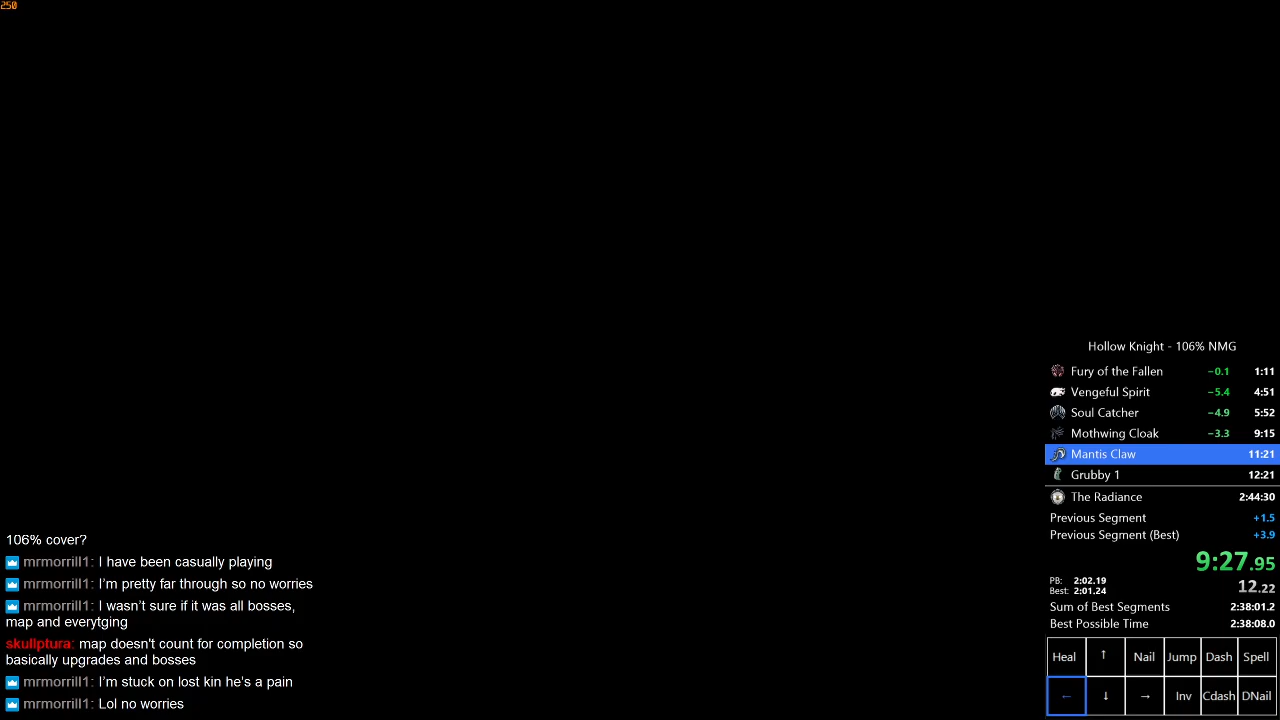 250
Hollow Knight - 106% NMG
Fury of the Fallen -0.1 1:11
Vengeful Spirit -5.4 4:51
Soul Catcher -4.9 5:52
Mothwing Cloak -3.3 9:15
Mantis Claw 11:21
Grubby 1 12:21
The Radiance 2:44:30
Previous Segment +1.5
Previous Segment (Best) +3.9
9:27.95
PB: 2:02.19 12.22
Best: 2:01.24
Sum of Best Segments 2:38:01.2
Best Possible Time 2:38:08.0
Heal ↑ Nail Jump Dash Spell
← ↓ → Inv Cdash DNail
106% cover?
mrmorrill1: I have been casually playing
mrmorrill1: I'm pretty far through so no worries
mrmorrill1: I wasn't sure if it was all bosses,
map and everytging
skullptura: map doesn't count for completion so
basically upgrades and bosses
mrmorrill1: I'm stuck on lost kin he's a pain
mrmorrill1: Lol no worries